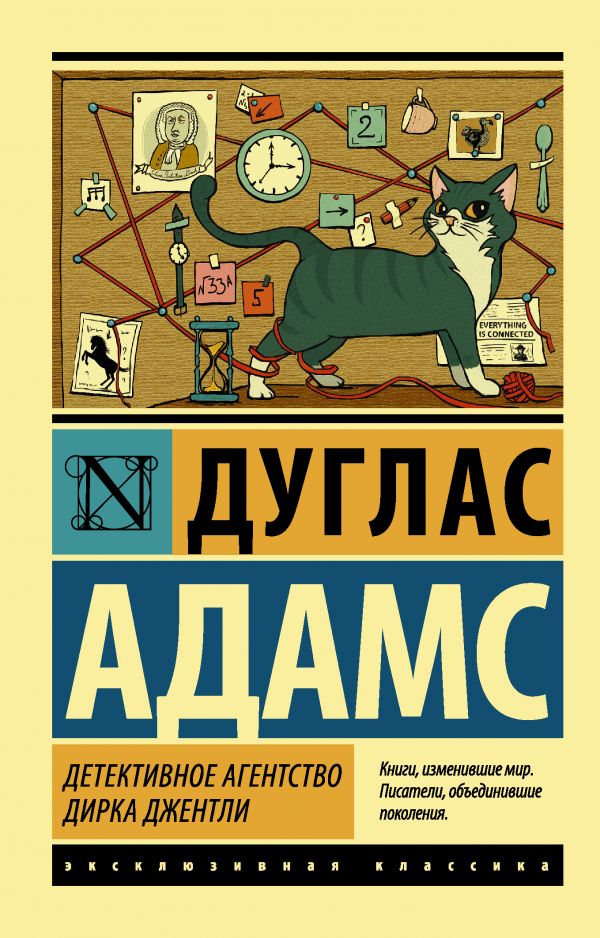 2
№33А
5
?
EVERYTHING
IS CONNECTED
N
ДУГЛАС
АДАМС
ДЕТЕКТИВНОЕ АГЕНТСТВО
ДИРКА ДЖЕНТЛИ
Книги, изменившие мир.
Писатели, объединившие
поколения.
эксклюзивная классика